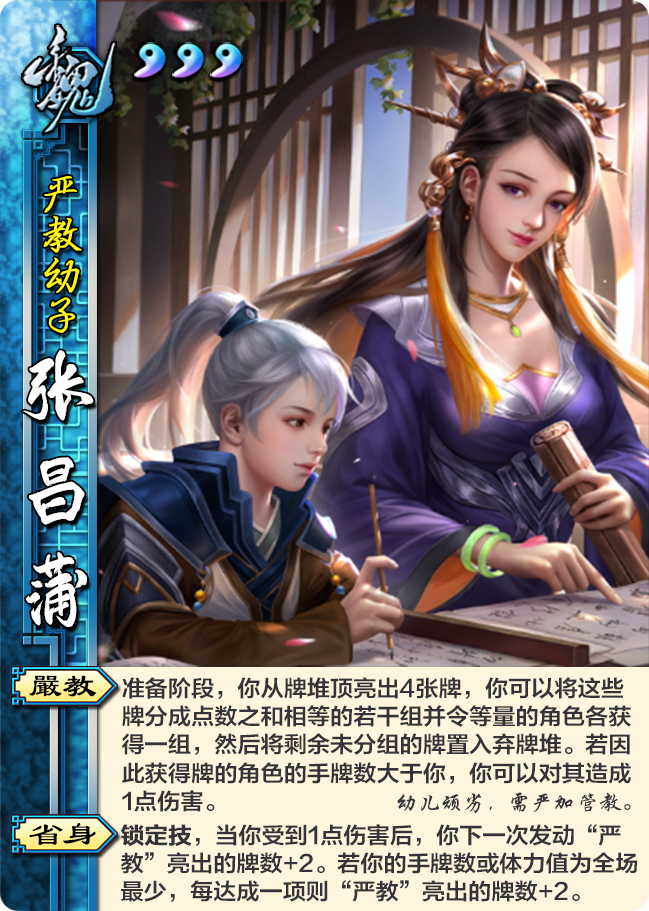 魏
严教幼子
张昌蒲
嚴教
准备阶段，你从牌堆顶亮出4张牌，你可以将这些
牌分成点数之和相等的若干组并令等量的角色各获
得一组，然后将剩余未分组的牌置入弃牌堆。若因
此获得牌的角色的手牌数大于你，你可以对其造成
1点伤害。
幼儿顽劣，需严加管教。
省身
锁定技，当你受到1点伤害后，你下一次发动“严
教”亮出的牌数+2。若你的手牌数或体力值为全场
最少，每达成一项则“严教”亮出的牌数+2。